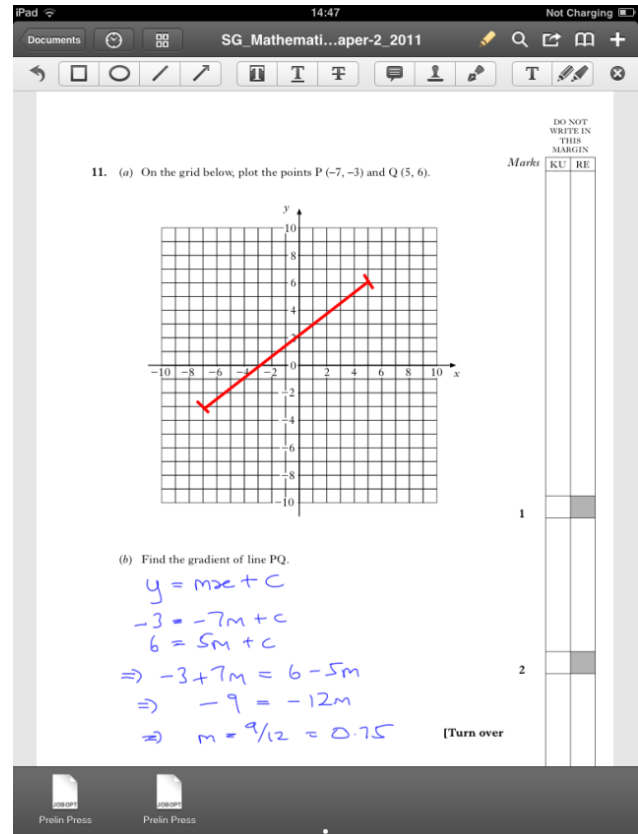 iPad 14:47 Not Charging
Documents SG_Mathemati...aper-2_2011
T T T T
DO NOT
WRITE IN
THIS
MARGIN
Marks KU RE
11. (a) On the grid below, plot the points P (–7, –3) and Q (5, 6).
y
10
8
6
4
2
–10 –8 –6 –4 –2 0 2 4 6 8 10 x
–2
–4
–6
–8
–10
1
(b) Find the gradient of line PQ.
y = mx + c
-3 = -7m + c
6 = 5m + c
=> -3+7m = 6-5m
2
=> -9 = -12m
=> m = 9/12 = 0.75 [Turn over
JOBOPT JOBOPT
Prelin Press Prelin Press